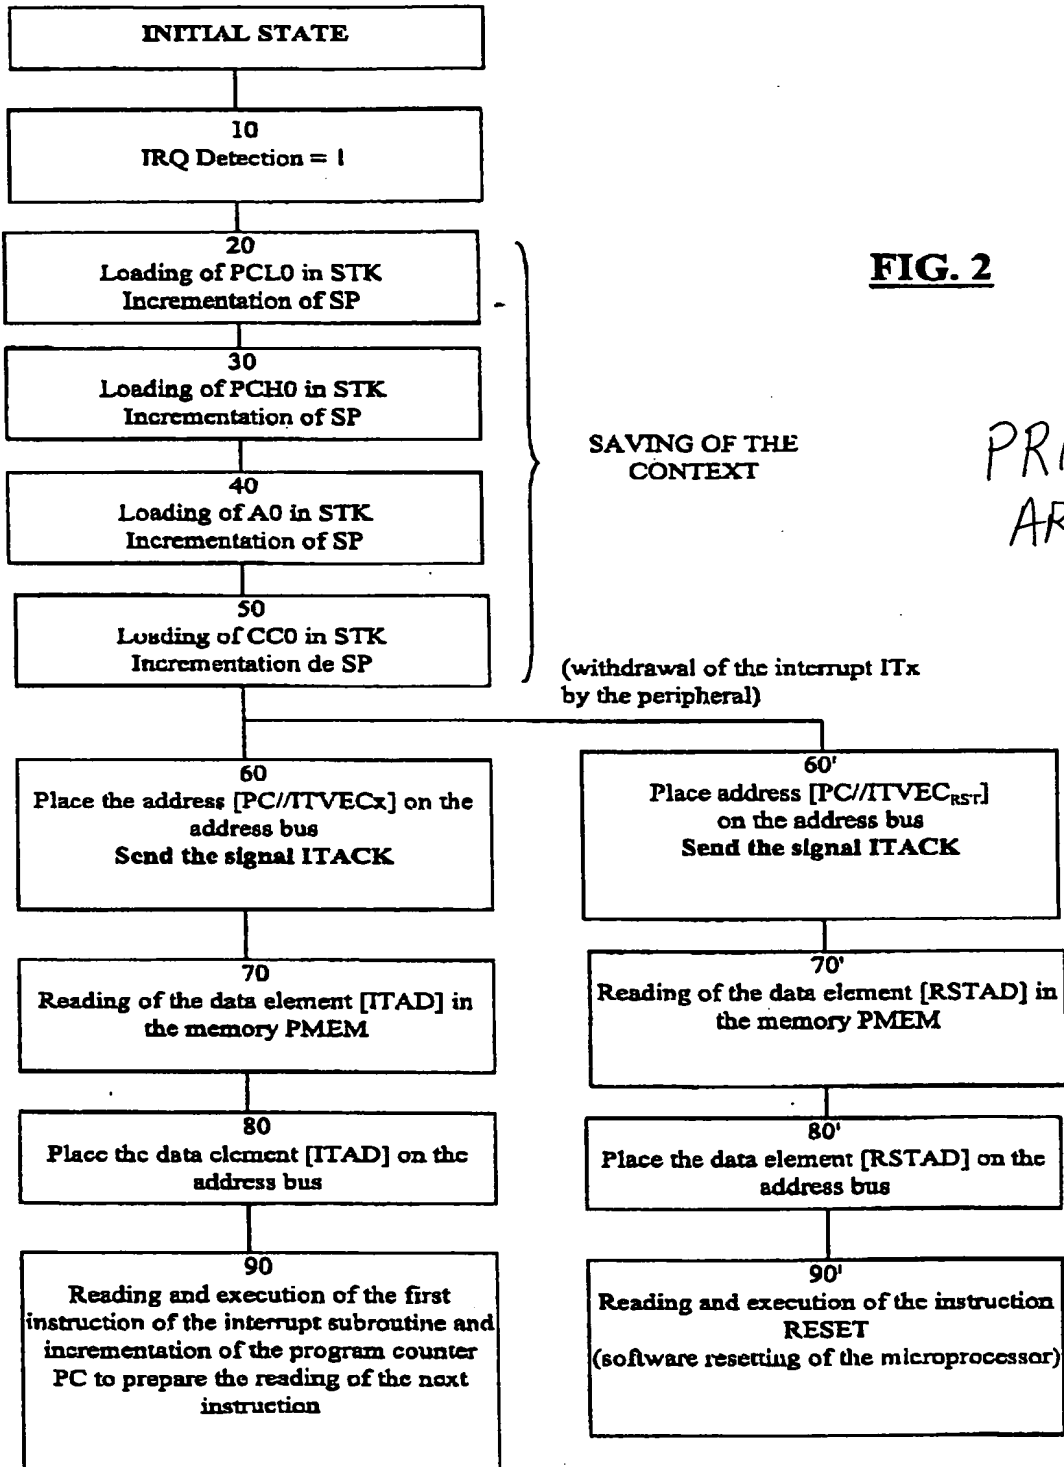 INITIAL STATE
10
IRQ Detection = 1
20
Loading of PCL0 in STK
Incrementation of SP
30
Loading of PCH0 in STK
Incrementation of SP
40
Loading of A0 in STK
Incrementation of SP
50
Loading of CC0 in STK
Incrementation de SP
FIG. 2
SAVING OF THE
CONTEXT
(withdrawal of the interrupt ITx
by the peripheral)
60
Place the address [PC//ITVECx] on the
address bus
Send the signal ITACK
70
Reading of the data element [ITAD] in
the memory PMEM
80
Place the data element [ITAD] on the
address bus
90
Reading and execution of the first
instruction of the interrupt subroutine and
incrementation of the program counter
PC to prepare the reading of the next
instruction
60'
Place address [PC//ITVECRST]
on the address bus
Send the signal ITACK
70'
Reading of the data element [RSTAD] in
the memory PMEM
80'
Place the data element [RSTAD] on the
address bus
90'
Reading and execution of the instruction
RESET
(software resetting of the microprocessor)